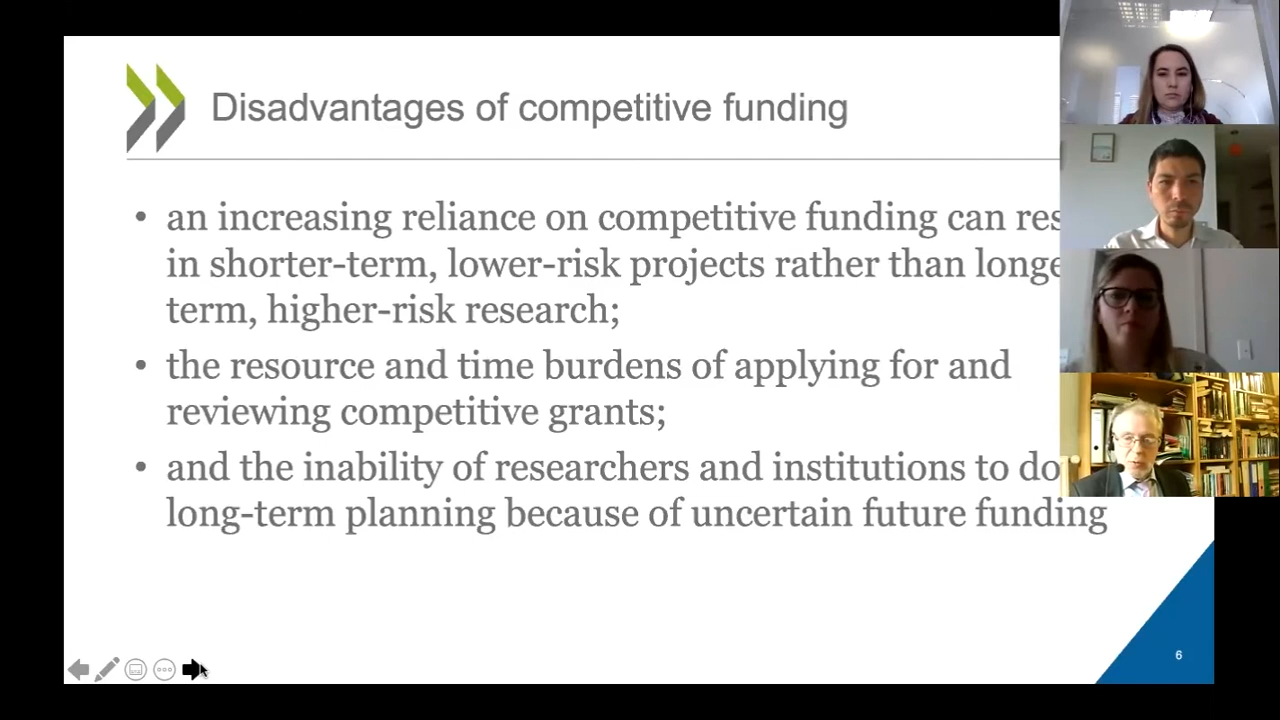 Disadvantages of competitive funding
• an increasing reliance on competitive funding can res
in shorter-term, lower-risk projects rather than longe
term, higher-risk research;
• the resource and time burdens of applying for and
reviewing competitive grants;
• and the inability of researchers and institutions to do
long-term planning because of uncertain future funding
6